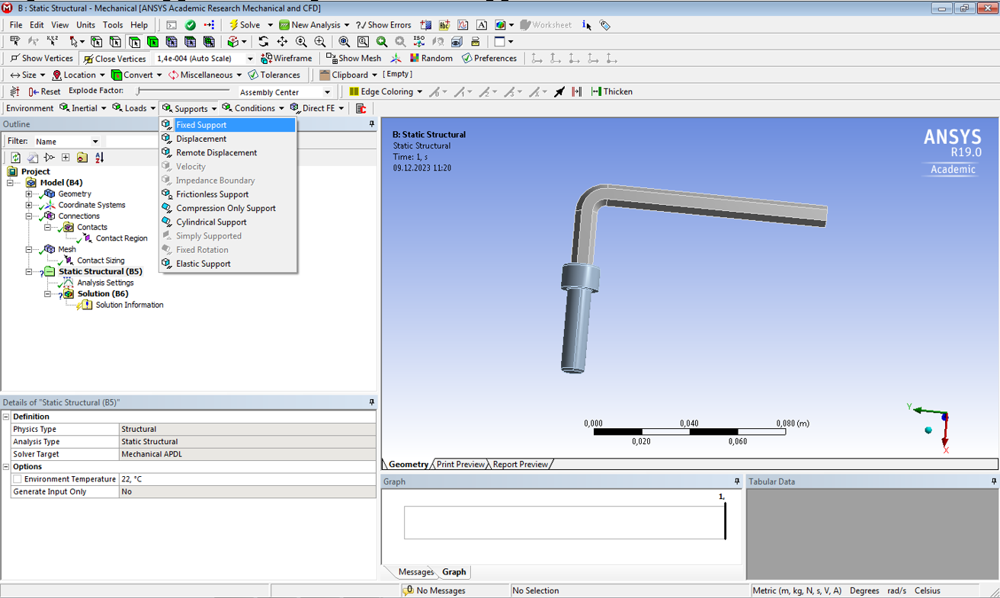 B : Static Structural - Mechanical [ANSYS Academic Research Mechanical and CFD]
File Edit View Units Tools Help Solve New Analysis ?/ Show Errors Worksheet
Show Vertices Close Vertices 1,4e-004 (Auto Scale) Wireframe Show Mesh Random Preferences
Size Location Convert Miscellaneous Tolerances Clipboard [ Empty ]
Reset Explode Factor: Assembly Center Edge Coloring Thicken
Environment Inertial Loads Supports Conditions Direct FE
Outline
Filter: Name
Project
Model (B4)
Geometry
Coordinate Systems
Connections
Contacts
Contact Region
Mesh
Contact Sizing
Static Structural (B5)
Analysis Settings
Solution (B6)
Solution Information
Fixed Support
Displacement
Remote Displacement
Velocity
Impedance Boundary
Frictionless Support
Compression Only Support
Cylindrical Support
Simply Supported
Fixed Rotation
Elastic Support
B: Static Structural
Static Structural
Time: 1, s
09.12.2023 11:20
ANSYS
R19.0
Academic
0,000 0,040 0,080 (m)
0,020 0,060
Y
X
Geometry Print Preview Report Preview
Details of "Static Structural (B5)"
Definition
Physics Type Structural
Analysis Type Static Structural
Solver Target Mechanical APDL
Options
Environment Temperature 22, °C
Generate Input Only No
Graph
1,
Messages Graph
Tabular Data
No Messages No Selection Metric (m, kg, N, s, V, A) Degrees rad/s Celsius